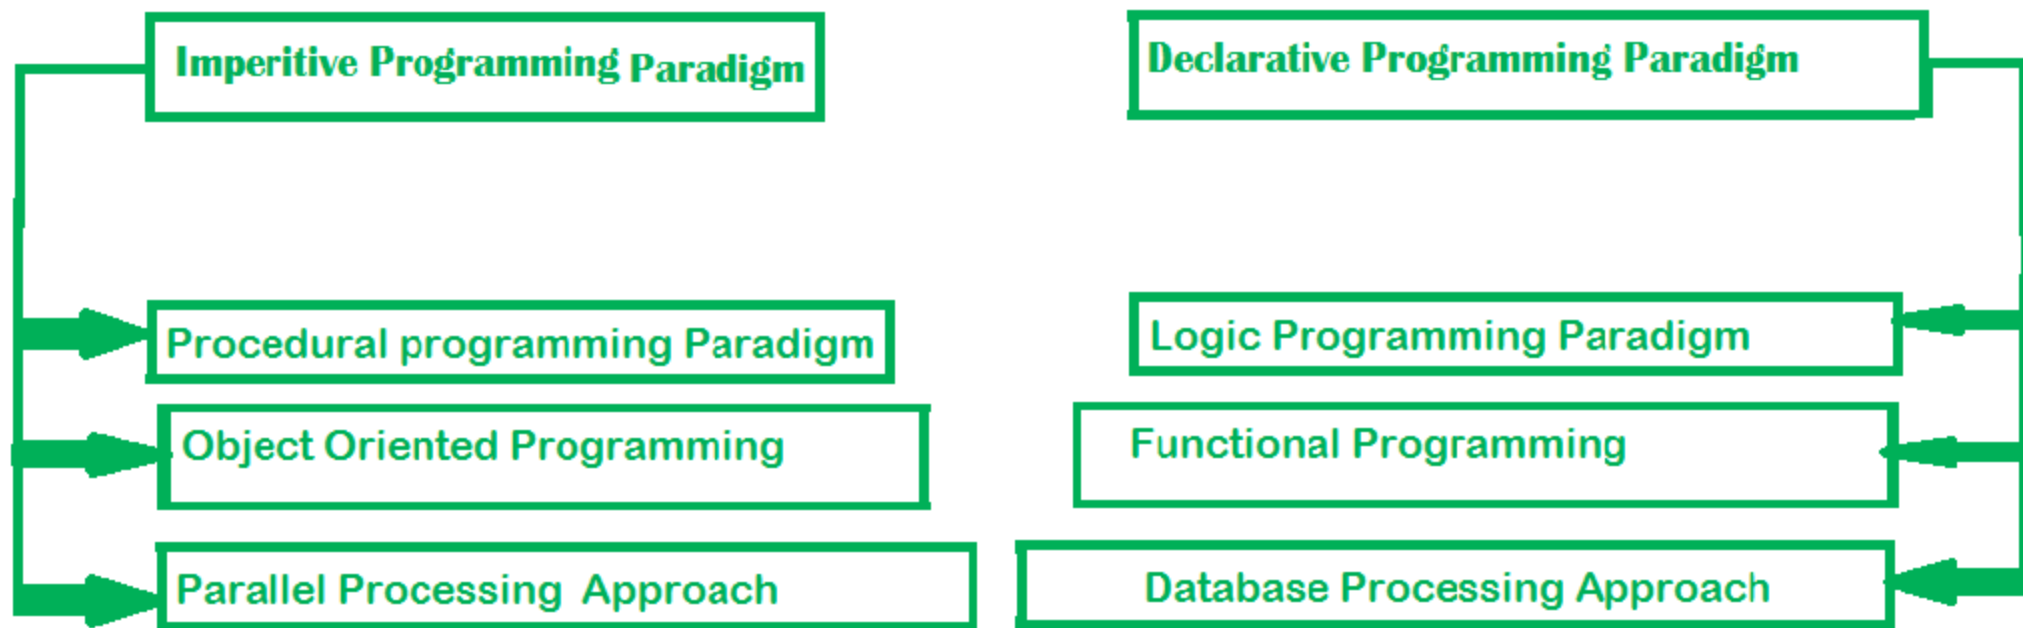 Imperitive Programming Paradigm
Procedural programming Paradigm
Object Oriented Programming
Parallel Processing Approach
Declarative Programming Paradigm
Logic Programming Paradigm
Functional Programming
Database Processing Approach